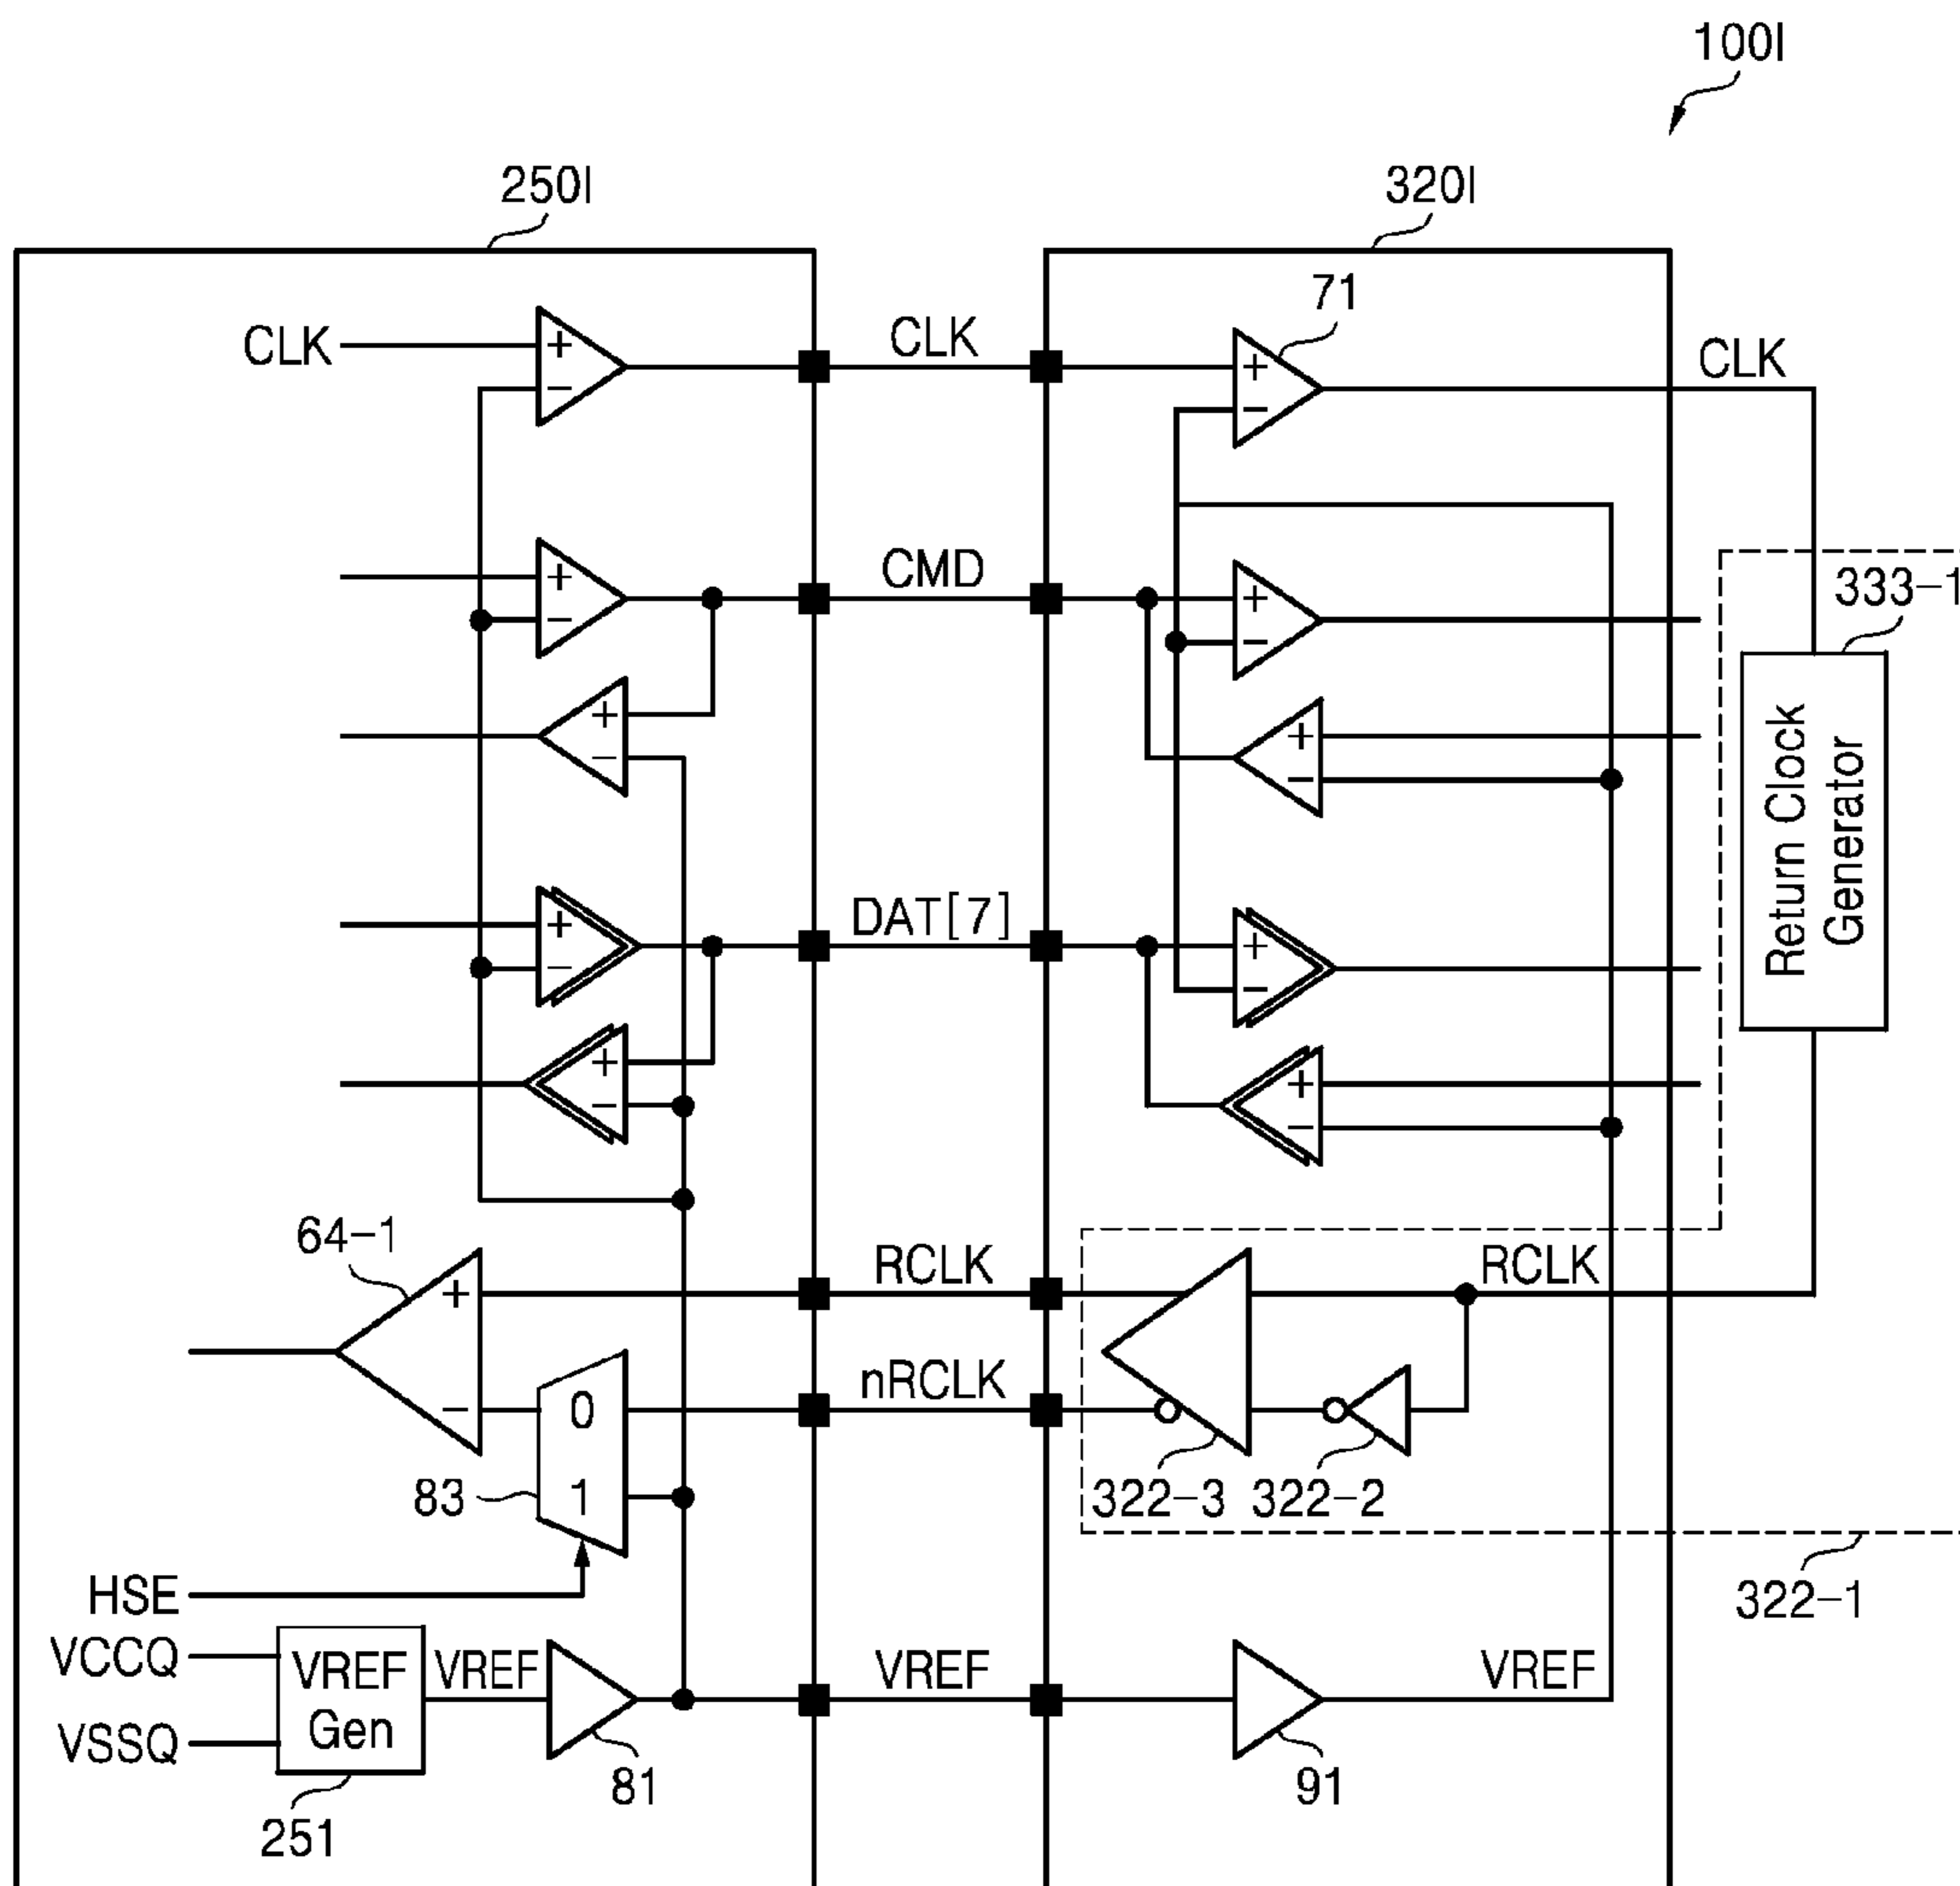 100I
250I
320I
71
CLK
CLK
CLK
+
−
+
−
CMD
333-1
+
−
+
−
+
−
+
−
Return Clock
Generator
DAT[7]
+
−
+
−
+
−
+
−
64-1
RCLK
RCLK
+
−
nRCLK
0
1
83
322-3
322-2
322-1
HSE
VCCQ
VSSQ
VREF
Gen
VREF
VREF
VREF
81
91
251